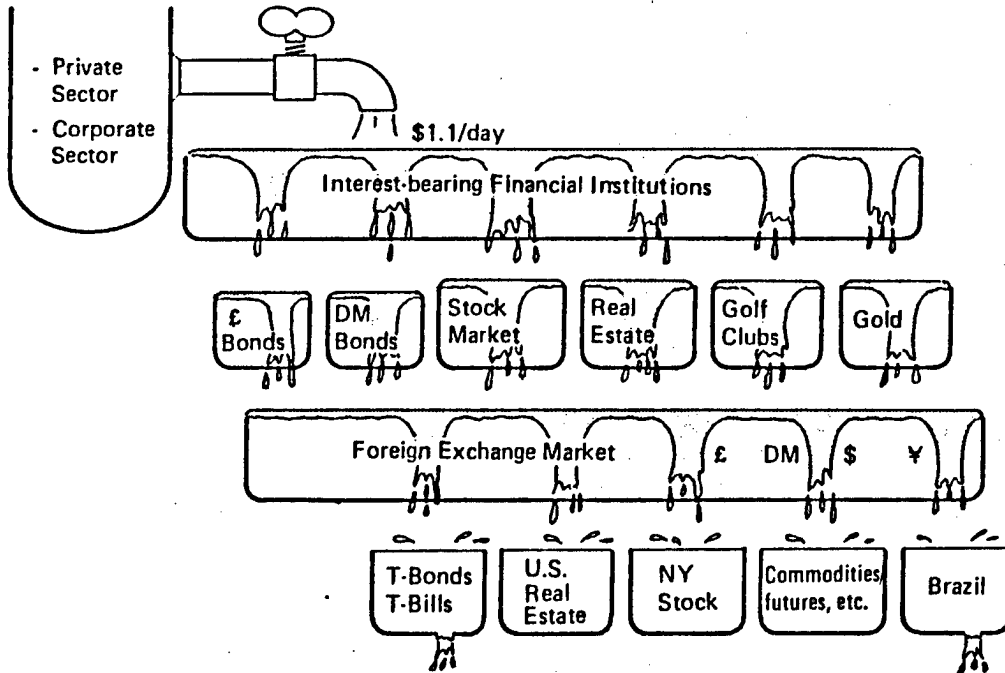 - Private
Sector
- Corporate
Sector
$1.1/day
Interest-bearing Financial Institutions
£
Bonds
DM
Bonds
Stock
Market
Real
Estate
Golf
Clubs
Gold
Foreign Exchange Market £ DM $ ¥
T-Bonds
T-Bills
U.S.
Real
Estate
NY
Stock
Commodities/
futures, etc.
Brazil